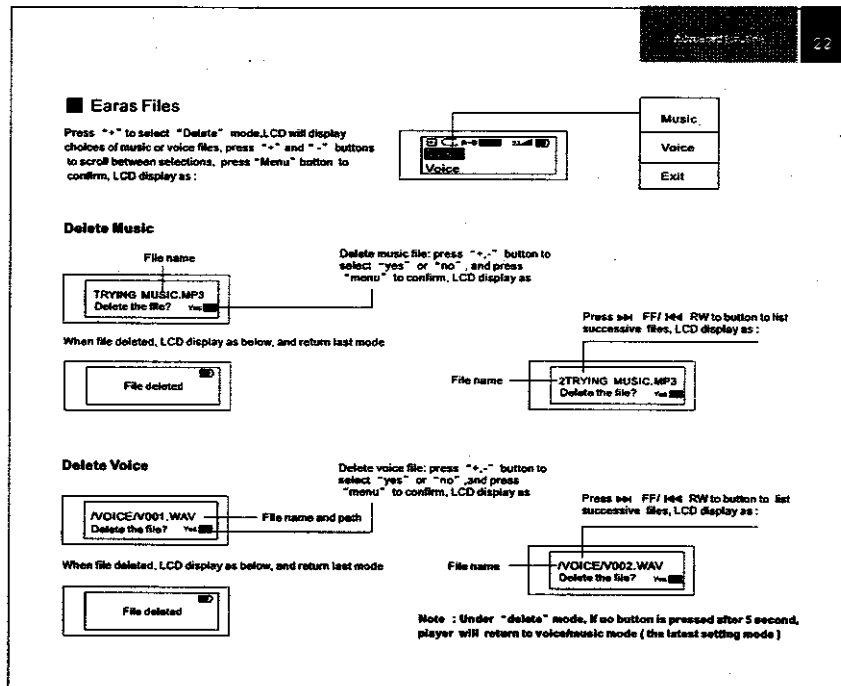 22
Earas Files
Press "+" to select "Delete" mode,LCD will display
choices of music or voice files, press "+" and "-" buttons
to scroll between selections, press "Menu" botton to
confirm, LCD display as :
Voice
Music
Voice
Exit
Delete Music
File name
TRYING MUSIC.MP3
Delete the file? Yes
Delete music file: press "+,-" button to
select "yes" or "no" , and press
"menu" to confirm, LCD display as
When file deleted, LCD display as below, and return last mode
File deleted
Press FF/ RW to button to list
successive files, LCD display as :
File name
2TRYING MUSIC.MP3
Delete the file? Yes
Delete Voice
/VOICE/V001.WAV
Delete the file? Yes
File name and path
Delete voice file: press "+,-" button to
select "yes" or "no" ,and press
"menu" to confirm, LCD display as
When file deleted, LCD display as below, and return last mode
File deleted
Press FF/ RW to button to list
successive files, LCD display as :
File name
/VOICE/V002.WAV
Delete the file? Yes
Note : Under "delete" mode, if no button is pressed after 5 second,
player will return to voice/music mode ( the latest setting mode )